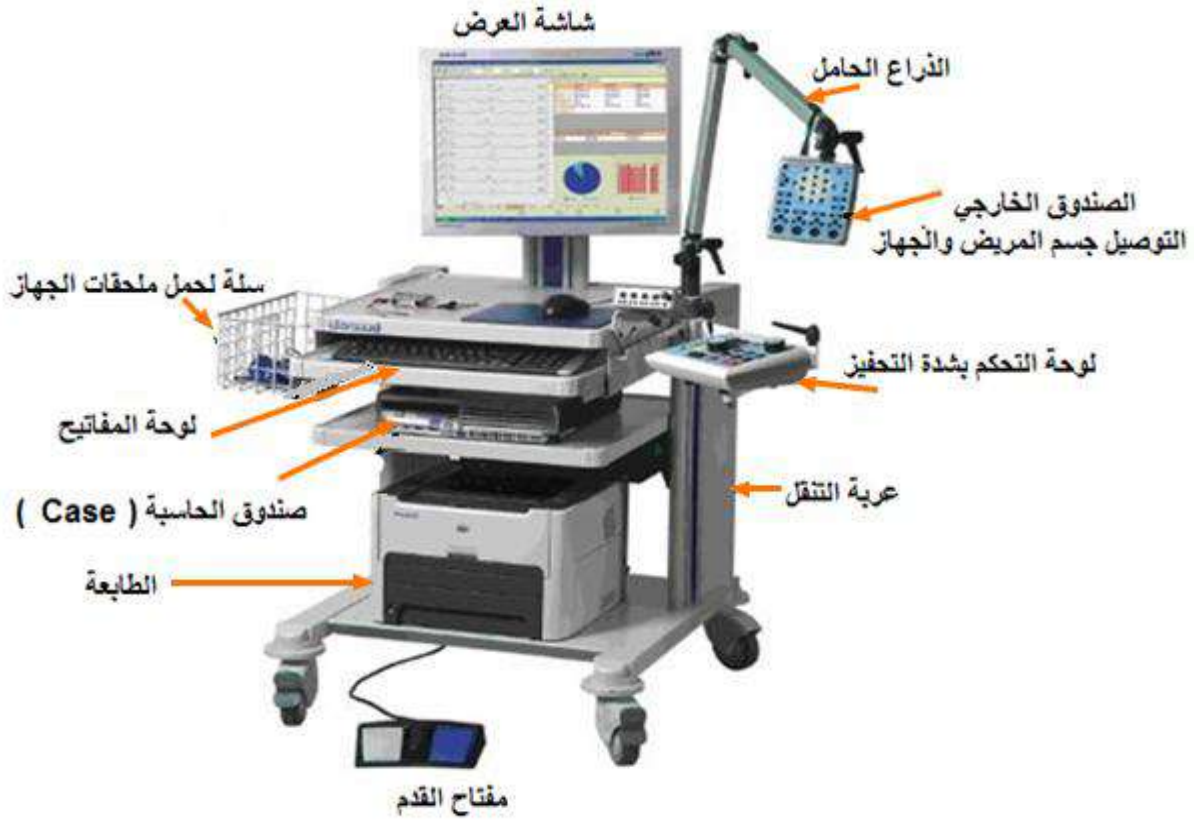 شاشة العرض
الذراع الحامل
الصندوق الخارجي
التوصيل جسم المريض والجهاز
سلة لحمل ملحقات الجهاز
لوحة التحكم بشدة التحفيز
لوحة المفاتيح
عربة التنقل
صندوق الحاسبة ( Case )
الطابعة
مفتاح القدم